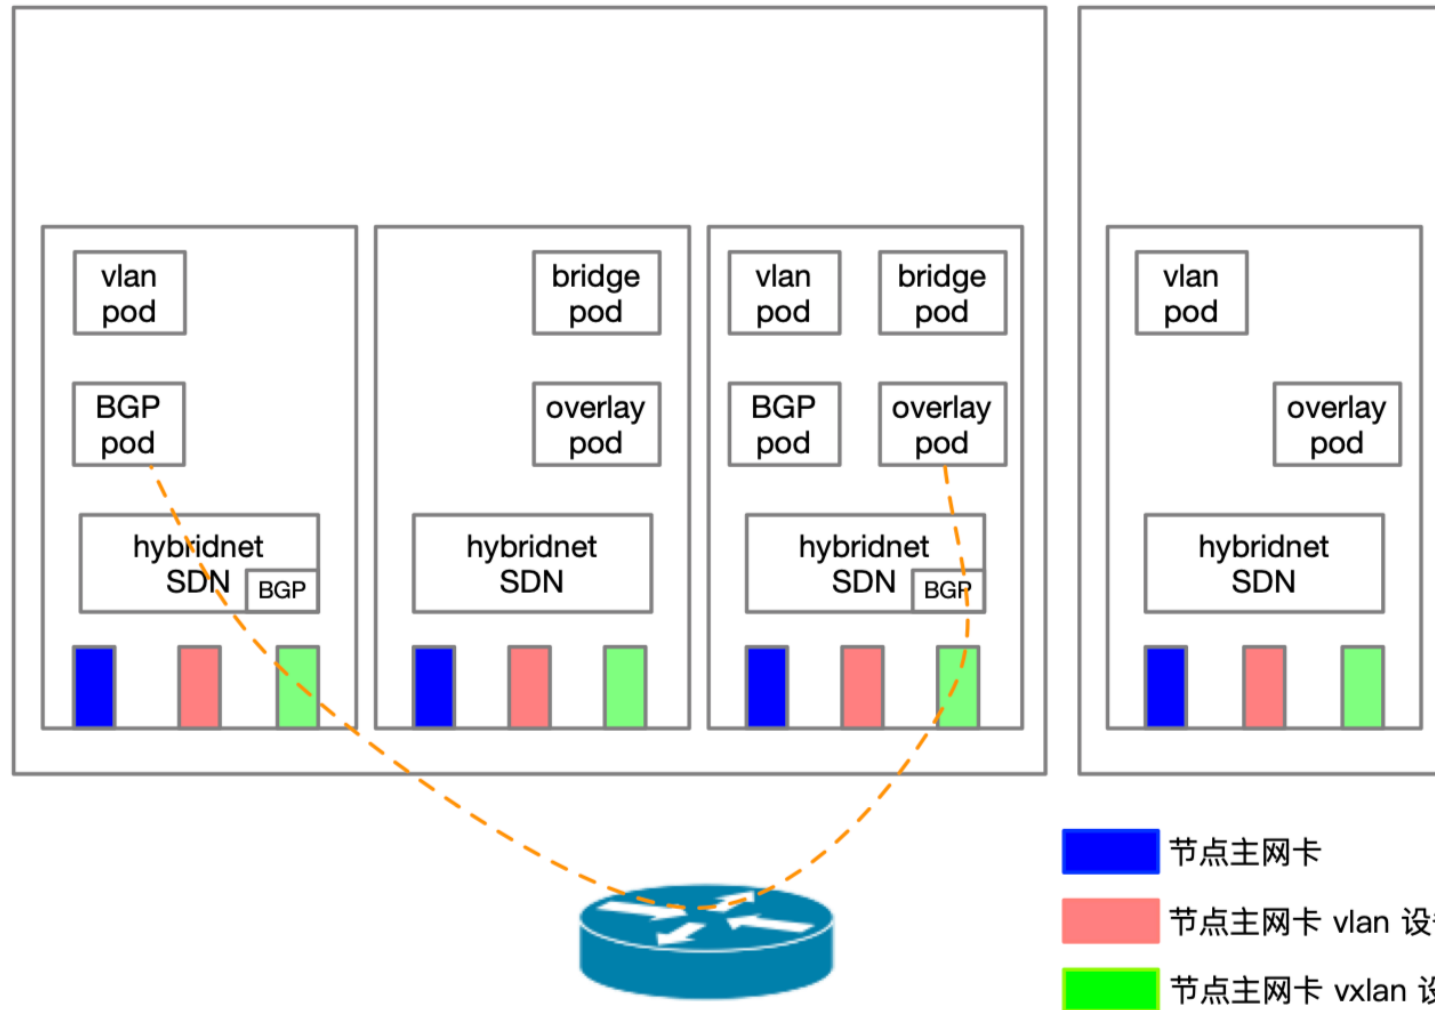 vlan
pod
bridge
pod
vlan
pod
bridge
pod
vlan
pod
BGP
pod
overlay
pod
BGP
pod
overlay
pod
overlay
pod
hybridnet
SDN
BGP
hybridnet
SDN
hybridnet
SDN
BGP
hybridnet
SDN
节点主网卡
节点主网卡 vlan 设
节点主网卡 vxlan 设